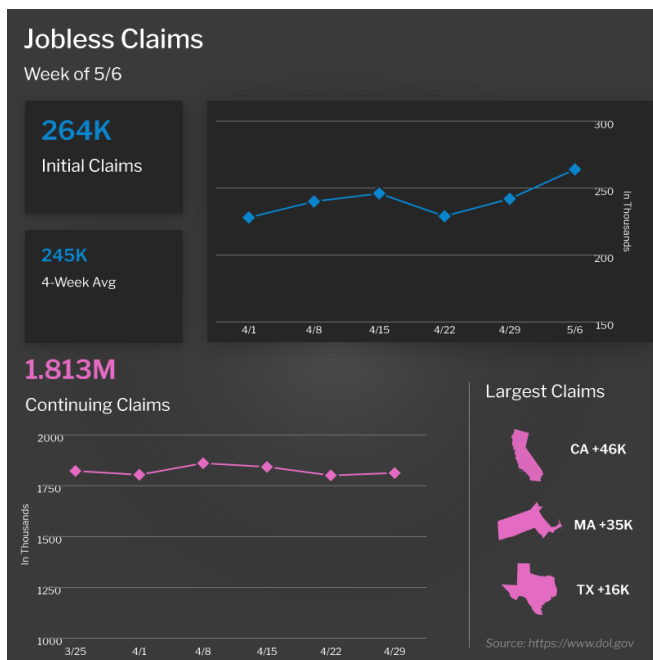 Jobless Claims
Week of 5/6
264K
Initial Claims
245K
4-Week Avg
300
250
200
150
In Thousands
4/1 4/8 4/15 4/22 4/29 5/6
1.813M
Continuing Claims
2000
1750
1500
1250
1000
In Thousands
3/25 4/1 4/8 4/15 4/22 4/29
Largest Claims
CA +46K
MA +35K
TX +16K
Source: https://www.dol.gov